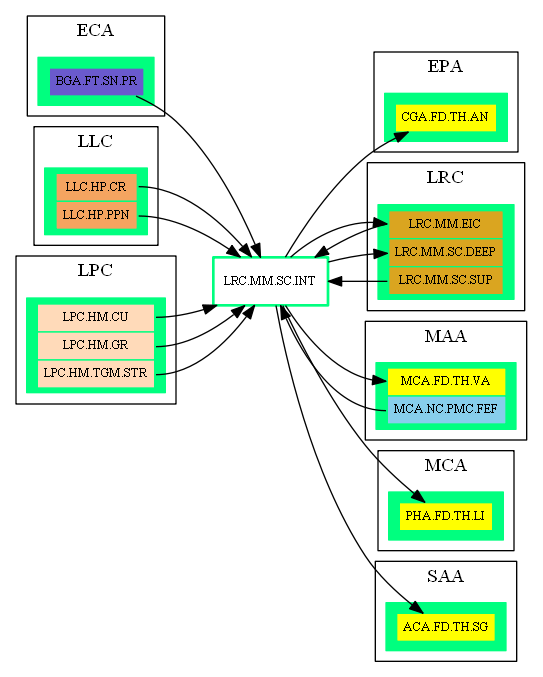 ECA
BGA.FT.SN.PR
LLC
LLC.HP.CR
LLC.HP.PPN
LPC
LPC.HM.CU
LPC.HM.GR
LPC.HM.TGM.STR
LRC.MM.SC.INT
EPA
CGA.FD.TH.AN
LRC
LRC.MM.EIC
LRC.MM.SC.DEEP
LRC.MM.SC.SUP
MAA
MCA.FD.TH.VA
MCA.NC.PMC.FEF
MCA
PHA.FD.TH.LI
SAA
ACA.FD.TH.SG